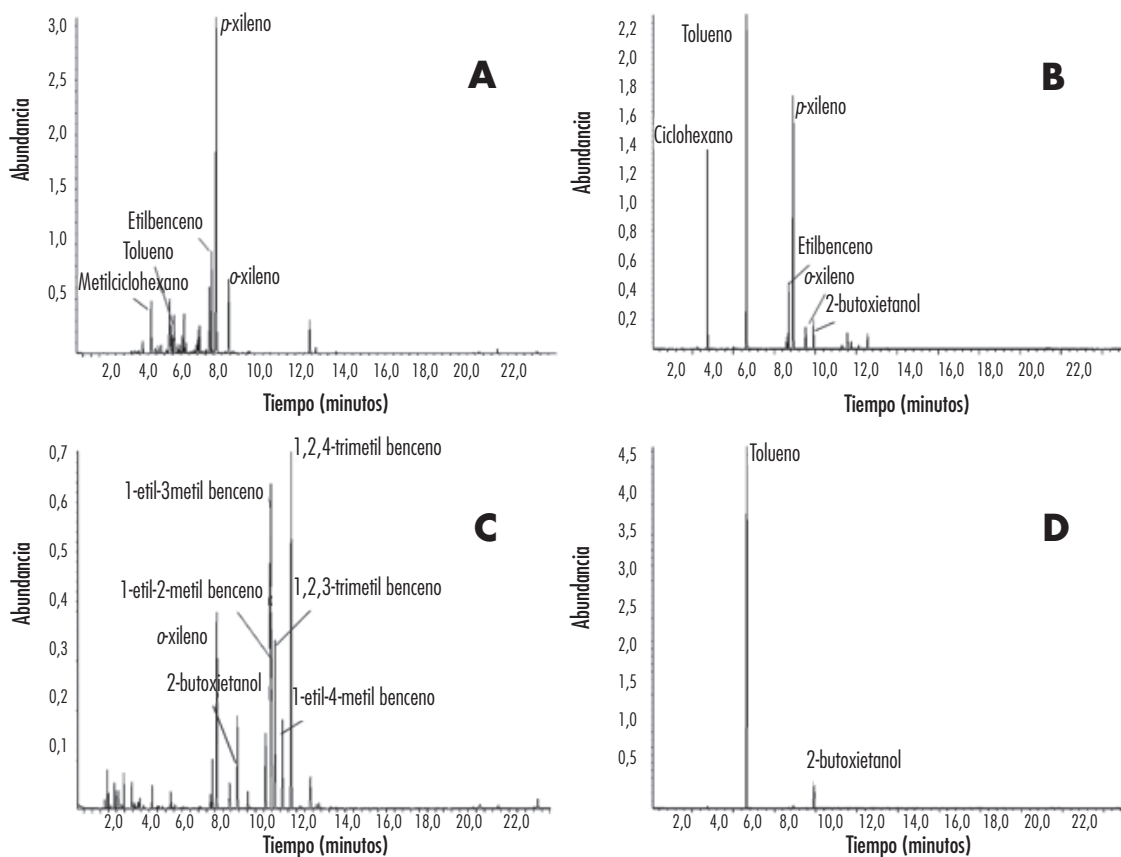 A
Abundancia
3,0
3,0
2,0
1,5
1,0
0,5
p-xileno
Etilbenceno
Tolueno
Metilciclohexano
o-xileno
2,0 4,0 6,0 8,0 10,0 12,0 14,0 16,0 18,0 20,0 22,0
Tiempo (minutos)
B
Abundancia
2,2
2,0
1,8
1,6
1,4
1,2
1,0
0,8
0,6
0,4
0,2
Tolueno
p-xileno
Ciclohexano
Etilbenceno
o-xileno
2-butoxietanol
2,0 4,0 6,0 8,0 10,0 12,0 14,0 16,0 18,0 20,0 22,0
Tiempo (minutos)
C
Abundancia
0,7
0,6
0,5
0,4
0,3
0,2
0,1
1,2,4-trimetil benceno
1-etil-3metil benceno
1-etil-2-metil benceno
1,2,3-trimetil benceno
o-xileno
2-butoxietanol
1-etil-4-metil benceno
2,0 4,0 6,0 8,0 10,0 12,0 14,0 16,0 18,0 20,0 22,0
Tiempo (minutos)
D
Abundancia
4,5
4,0
3,5
3,0
2,5
2,0
1,5
1,0
0,5
Tolueno
2-butoxietanol
2,0 4,0 6,0 8,0 10,0 12,0 14,0 16,0 18,0 20,0 22,0
Tiempo (minutos)